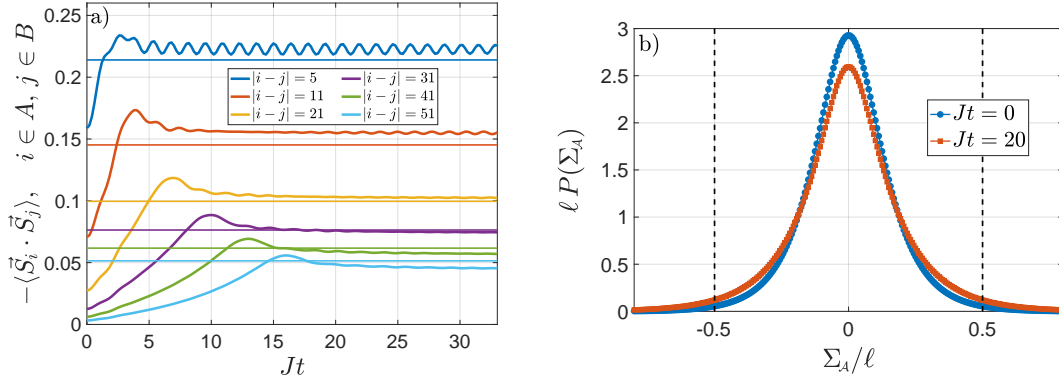 a)
−⟨S⃗ᵢ · S⃗ⱼ⟩, i ∈ A, j ∈ B
0.25
0.2
0.15
0.1
0.05
0
|i − j| = 5
|i − j| = 11
|i − j| = 21
|i − j| = 31
|i − j| = 41
|i − j| = 51
0 5 10 15 20 25 30
Jt
b)
ℓ P(Σ_A)
3
2.5
2
1.5
1
0.5
0
Jt = 0
Jt = 20
-0.5 0 0.5
Σ_A/ℓ